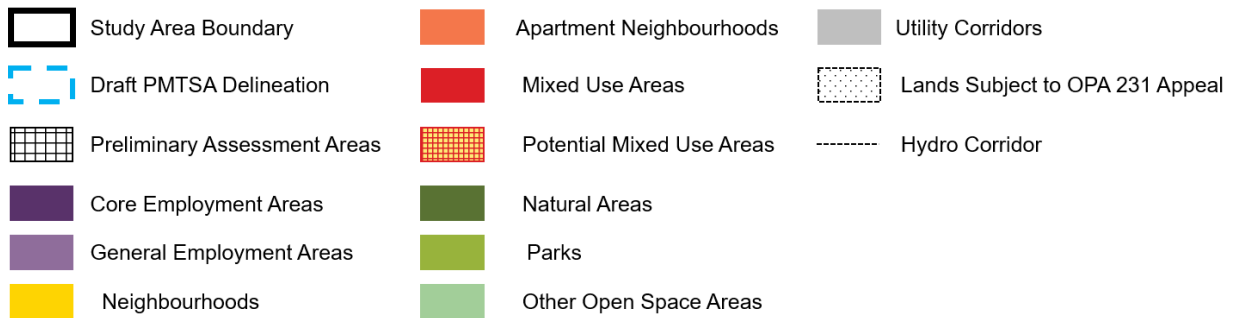 Study Area Boundary
Draft PMTSA Delineation
Preliminary Assessment Areas
Core Employment Areas
General Employment Areas
Neighbourhoods
Apartment Neighbourhoods
Mixed Use Areas
Potential Mixed Use Areas
Natural Areas
Parks
Other Open Space Areas
Utility Corridors
Lands Subject to OPA 231 Appeal
Hydro Corridor